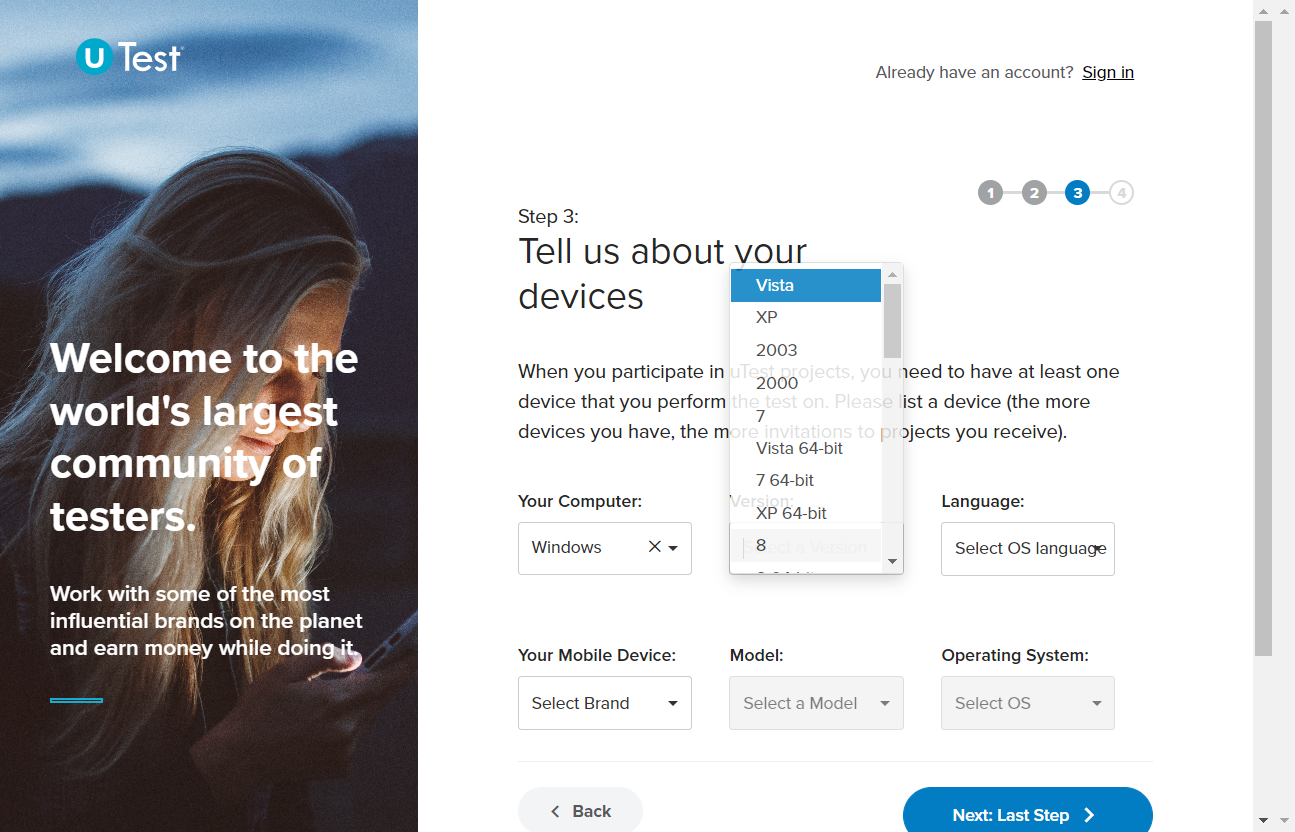 U Test
Already have an account? Sign in
1 2 3 4
Step 3:
Tell us about your
devices
Welcome to the
world's largest
community of
testers.
Work with some of the most
influential brands on the planet
and earn money while doing it.
When you participate in uTest projects, you need to have at least one
device that you perform the test on. Please list a device (the more
devices you have, the more invitations to projects you receive).
Vista
XP
2003
2000
7
Vista 64-bit
7 64-bit
XP 64-bit
8
Your Computer:
Version:
Language:
Windows
Select a Version
Select OS language
Your Mobile Device:
Model:
Operating System:
Select Brand
Select a Model
Select OS
Back
Next: Last Step